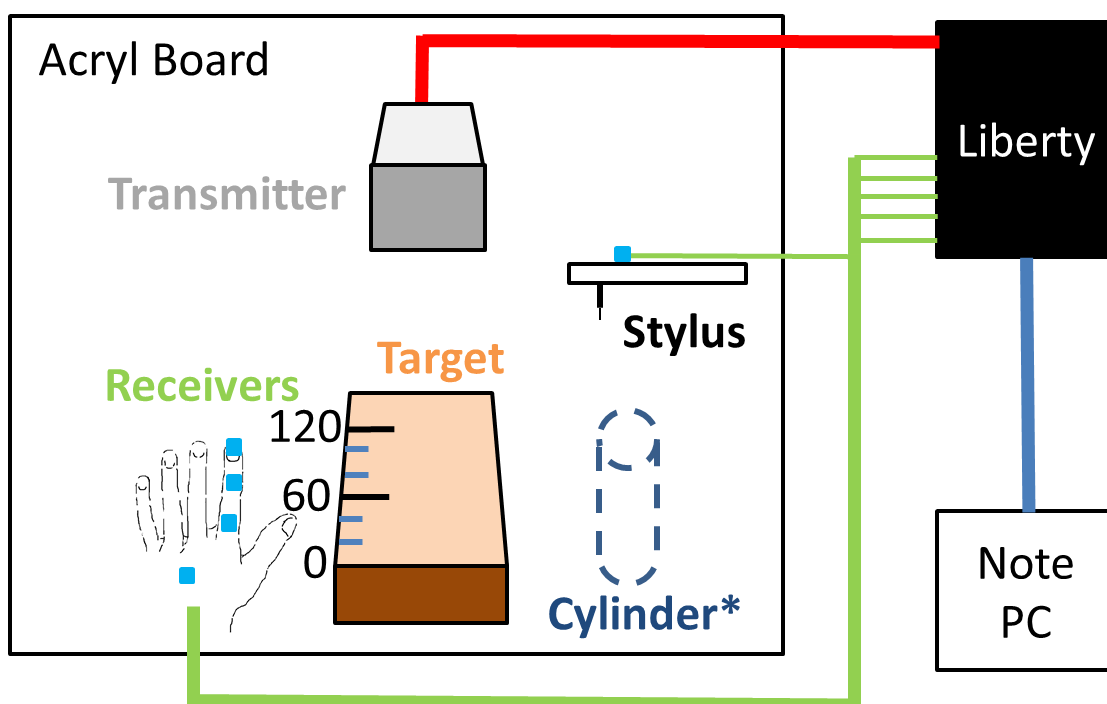 Acryl Board
Liberty
Transmitter
Stylus
Target
Receivers
120
60
0
Cylinder*
Note
PC